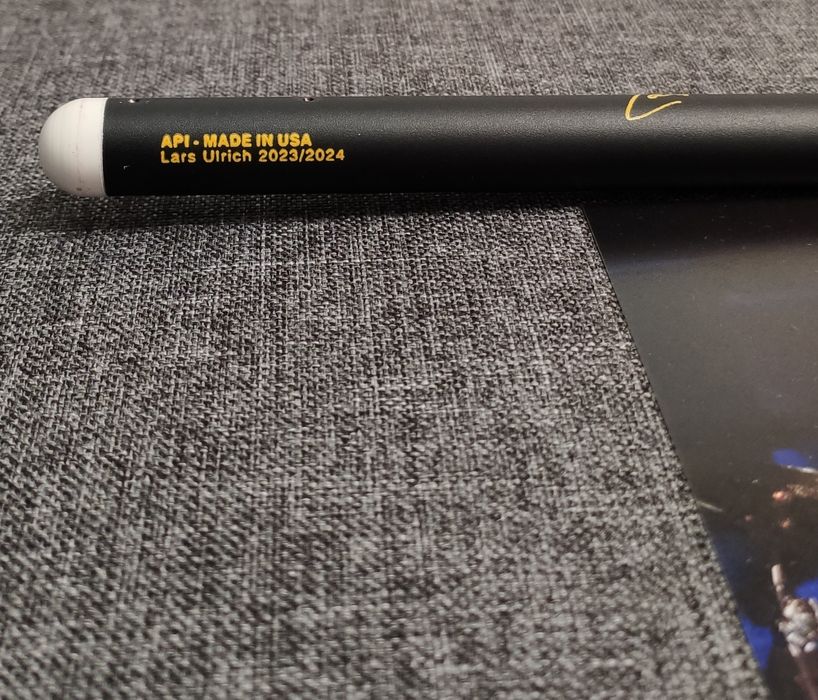 API - MADE IN USA
Lars Ulrich 2023/2024